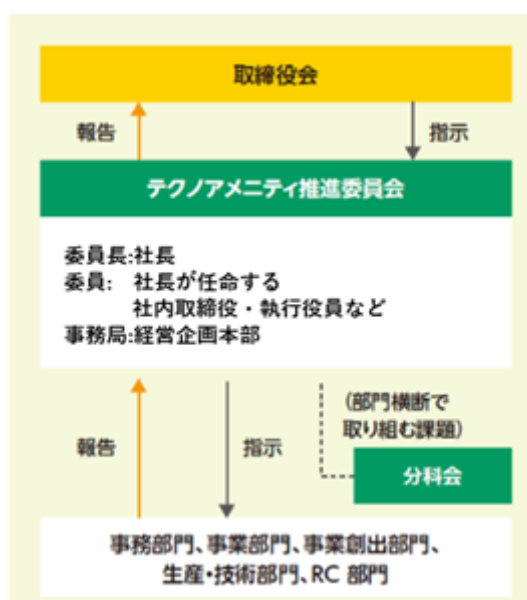 取締役会
報告
指示
テクノアメニティ推進委員会
委員長:社長
委員: 社長が任命する
社内取締役・執行役員など
事務局:経営企画本部
(部門横断で
取り組む課題)
報告
指示
分科会
事務部門、事業部門、事業創出部門、
生産・技術部門、RC 部門